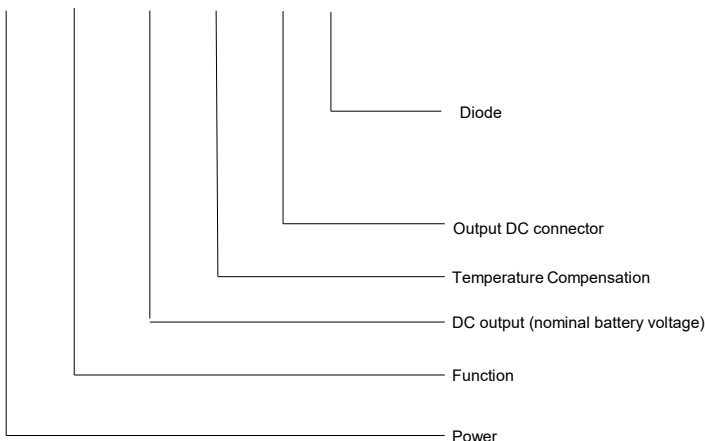 Diode
Output DC connector
Temperature Compensation
DC output (nominal battery voltage)
Function
Power